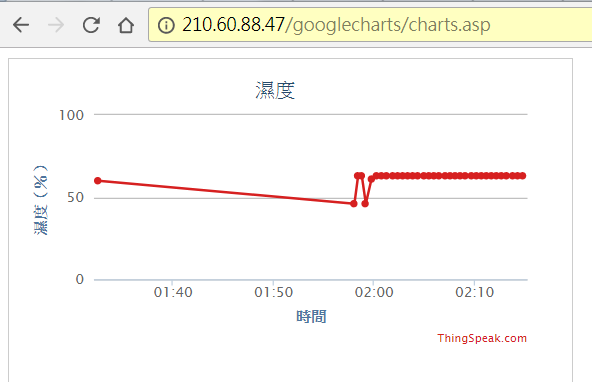 210.60.88.47/googlecharts/charts.asp
濕度
100
50
0
濕度 ( % )
01:40 01:50 02:00 02:10
時間
ThingSpeak.com